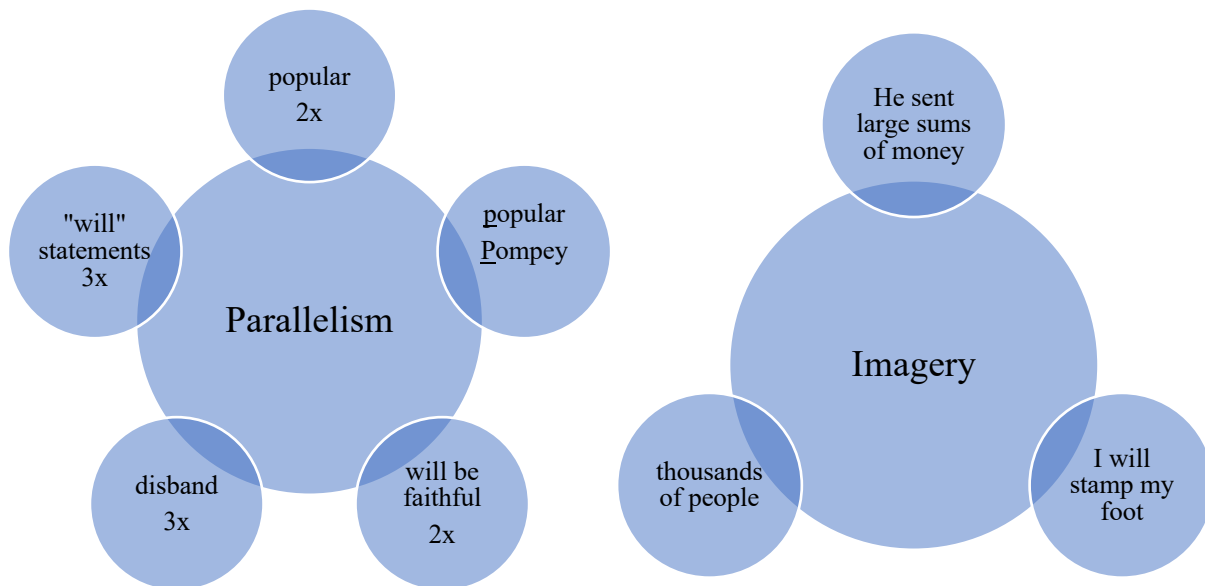 popular
2x
"will"
statements
3x
popular
Pompey
Parallelism
disband
3x
will be
faithful
2x
He sent
large sums
of money
Imagery
thousands
of people
I will
stamp my
foot